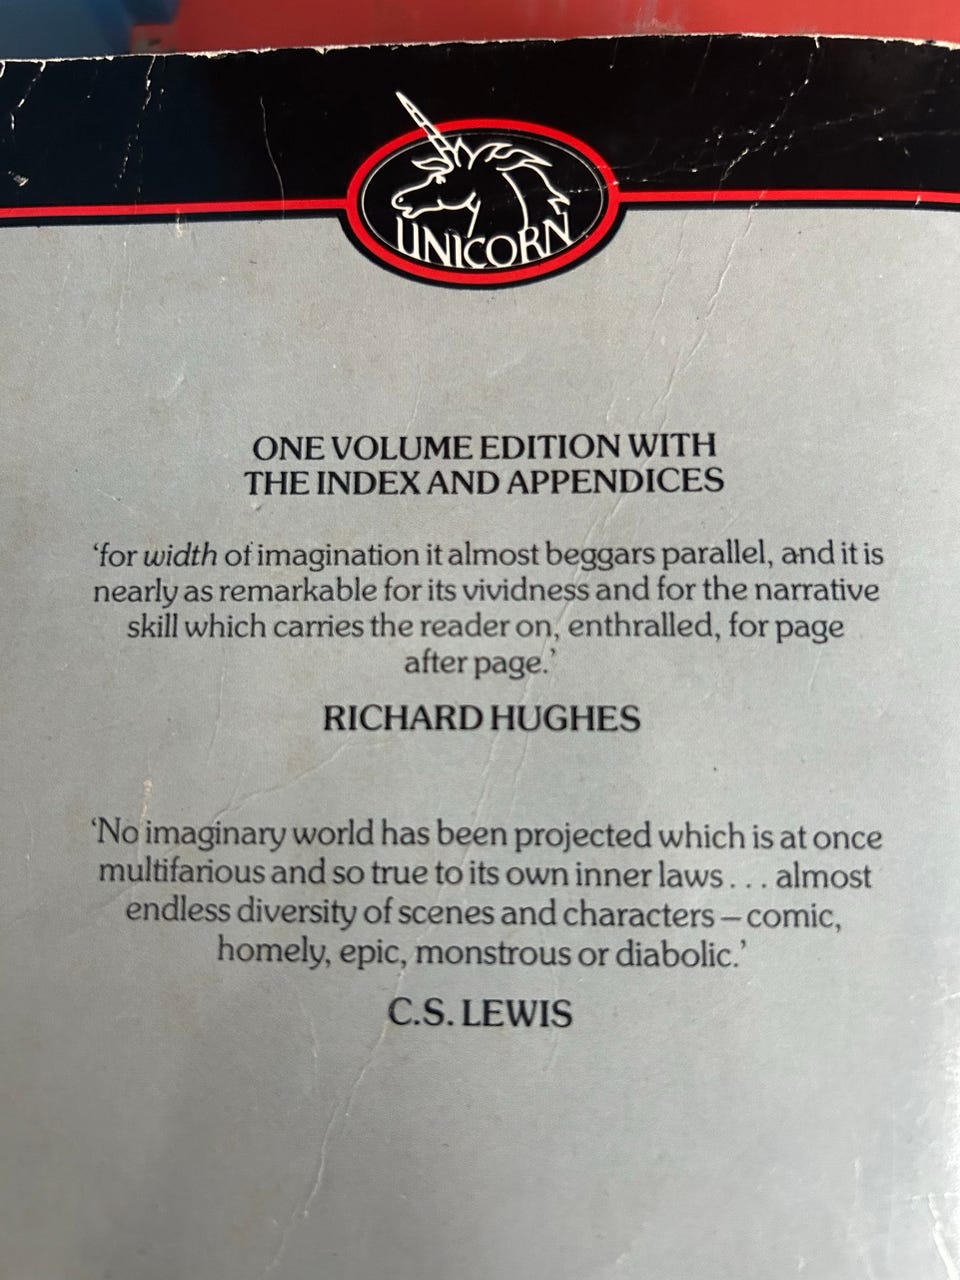 UNICORN
ONE VOLUME EDITION WITH
THE INDEX AND APPENDICES
‘for width of imagination it almost beggars parallel, and it is
nearly as remarkable for its vividness and for the narrative
skill which carries the reader on, enthralled, for page
after page.’
RICHARD HUGHES
‘No imaginary world has been projected which is at once
multifarious and so true to its own inner laws . . . almost
endless diversity of scenes and characters – comic,
homely, epic, monstrous or diabolic.’
C.S. LEWIS